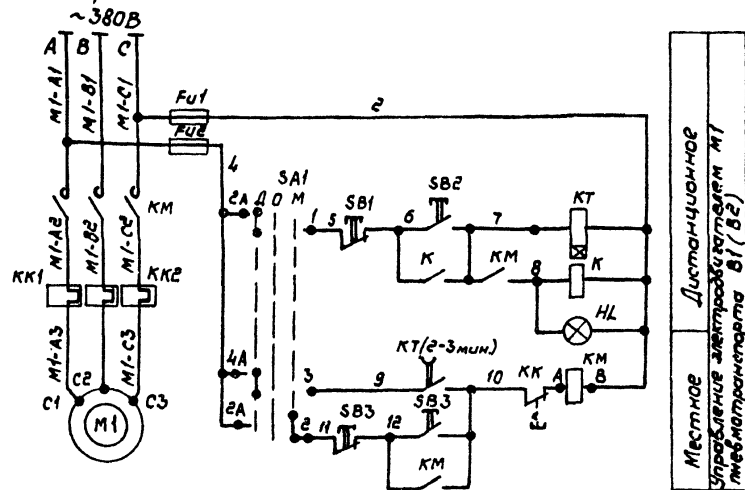 ~380В
А В С
М1-А1
М1-В1
М1-С1
Fu1
Fu2
2
4
КМ
М1-А2
М1-В2
М1-С2
КК1
КК2
М1-А3
М1-С3
С1
С2
С3
М1
SA1
2А
Д О М
1
5
SB1
6
SB2
7
КТ
К
КМ
8
К
HL
4А
3
КТ(2-3мин.)
9
10
КК
А
КМ
В
2А
2
11
SB3
12
SB3
КМ
Местное
Дистанционное
Управление электродвигателем М1
пневмотранспорта В1 (В2)